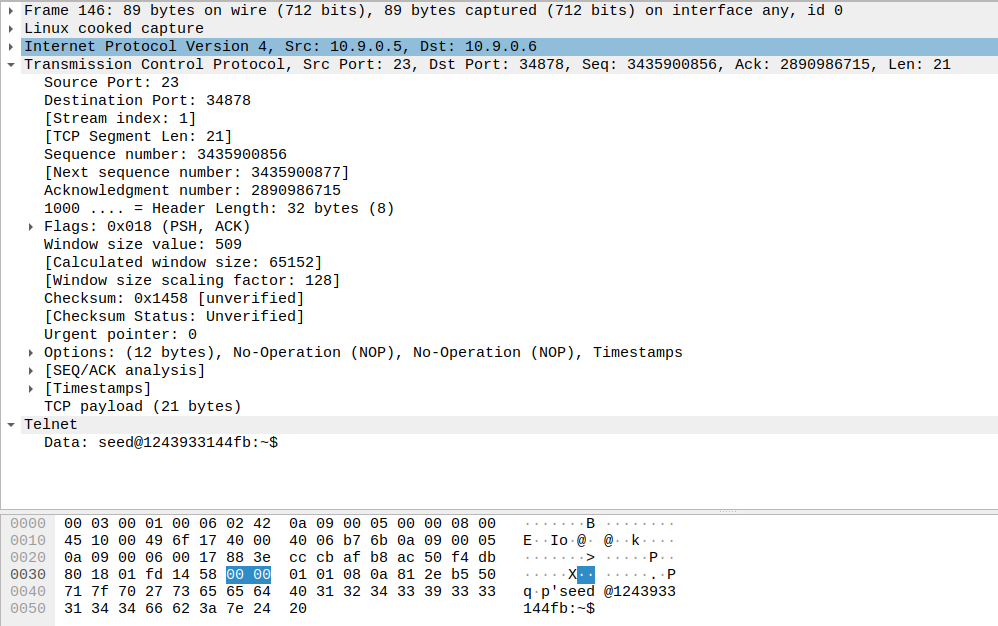 Frame 146: 89 bytes on wire (712 bits), 89 bytes captured (712 bits) on interface any, id 0
Linux cooked capture
Internet Protocol Version 4, Src: 10.9.0.5, Dst: 10.9.0.6
Transmission Control Protocol, Src Port: 23, Dst Port: 34878, Seq: 3435900856, Ack: 2890986715, Len: 21
Source Port: 23
Destination Port: 34878
[Stream index: 1]
[TCP Segment Len: 21]
Sequence number: 3435900856
[Next sequence number: 3435900877]
Acknowledgment number: 2890986715
1000 .... = Header Length: 32 bytes (8)
Flags: 0x018 (PSH, ACK)
Window size value: 509
[Calculated window size: 65152]
[Window size scaling factor: 128]
Checksum: 0x1458 [unverified]
[Checksum Status: Unverified]
Urgent pointer: 0
Options: (12 bytes), No-Operation (NOP), No-Operation (NOP), Timestamps
[SEQ/ACK analysis]
[Timestamps]
TCP payload (21 bytes)
Telnet
Data: seed@1243933144fb:~$
0000 00 03 00 01 00 06 02 42 0a 09 00 05 00 00 08 00 ·······B ········
0010 45 10 00 49 6f 17 40 00 40 06 b7 6b 0a 09 00 05 E··Io·@· @··k····
0020 0a 09 00 06 00 17 88 3e cc cb af b8 ac 50 f4 db ·······> ·····P··
0030 80 18 01 fd 14 58 00 00 01 01 08 0a 81 2e b5 50 ·····X·· ·····.·P
0040 71 7f 70 27 73 65 65 64 40 31 32 34 33 39 33 33 q·p'seed @1243933
0050 31 34 34 66 62 3a 7e 24 20 144fb:~$